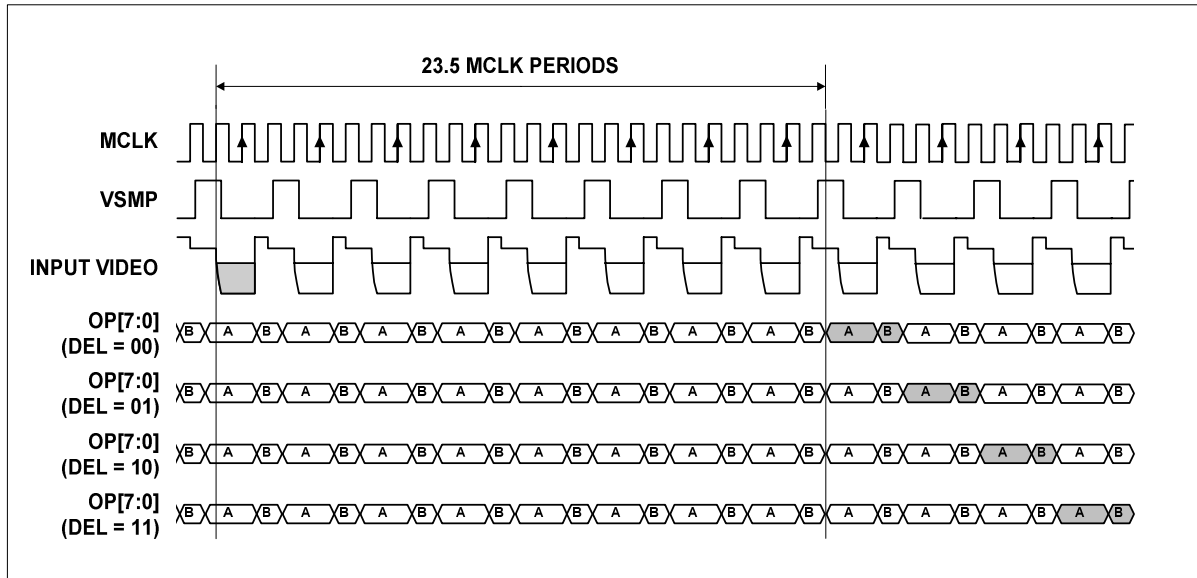 23.5 MCLK PERIODS
MCLK
VSMP
INPUT VIDEO
OP[7:0]
(DEL = 00)
B A B A B A B A B A B A B A B A B A B A B A B A B
OP[7:0]
(DEL = 01)
B A B A B A B A B A B A B A B A B A B A B A B A B
OP[7:0]
(DEL = 10)
B A B A B A B A B A B A B A B A B A B A B A B A B
OP[7:0]
(DEL = 11)
B A B A B A B A B A B A B A B A B A B A B A B A B